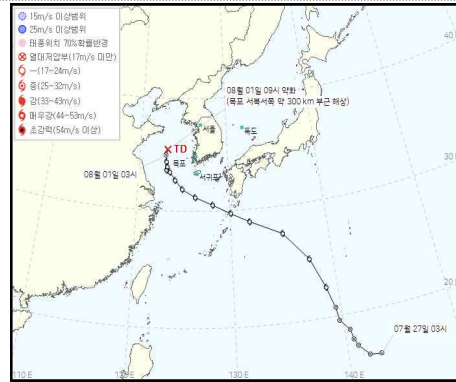 15m/s 이상범위
25m/s 이상범위
태풍위치 70%확률반경
열대저압부(17m/s 미만)
-(17~24m/s)
중(25~32m/s)
강(33~43m/s)
매우강(44~53m/s)
초강력(54m/s 이상)
08월 01일 09시 약화
(목포 서북서쪽 약 300 km 부근 해상)
서울
독도
TD
목포
08월 01일 03시
서귀포
07월 27일 03시
40
30
20
110 E
120 E
130 E
140 E